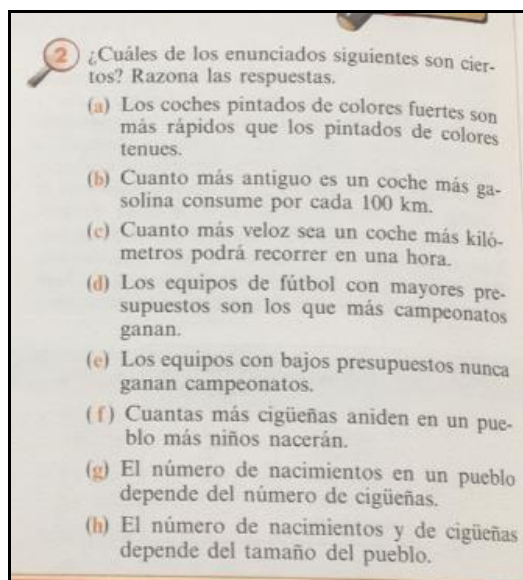 2 ¿Cuáles de los enunciados siguientes son cier-
tos? Razona las respuestas.
(a) Los coches pintados de colores fuertes son
más rápidos que los pintados de colores
tenues.
(b) Cuanto más antiguo es un coche más ga-
solina consume por cada 100 km.
(c) Cuanto más veloz sea un coche más kiló-
metros podrá recorrer en una hora.
(d) Los equipos de fútbol con mayores pre-
supuestos son los que más campeonatos
ganan.
(e) Los equipos con bajos presupuestos nunca
ganan campeonatos.
(f) Cuantas más cigüeñas aniden en un pue-
blo más niños nacerán.
(g) El número de nacimientos en un pueblo
depende del número de cigüeñas.
(h) El número de nacimientos y de cigüeñas
depende del tamaño del pueblo.